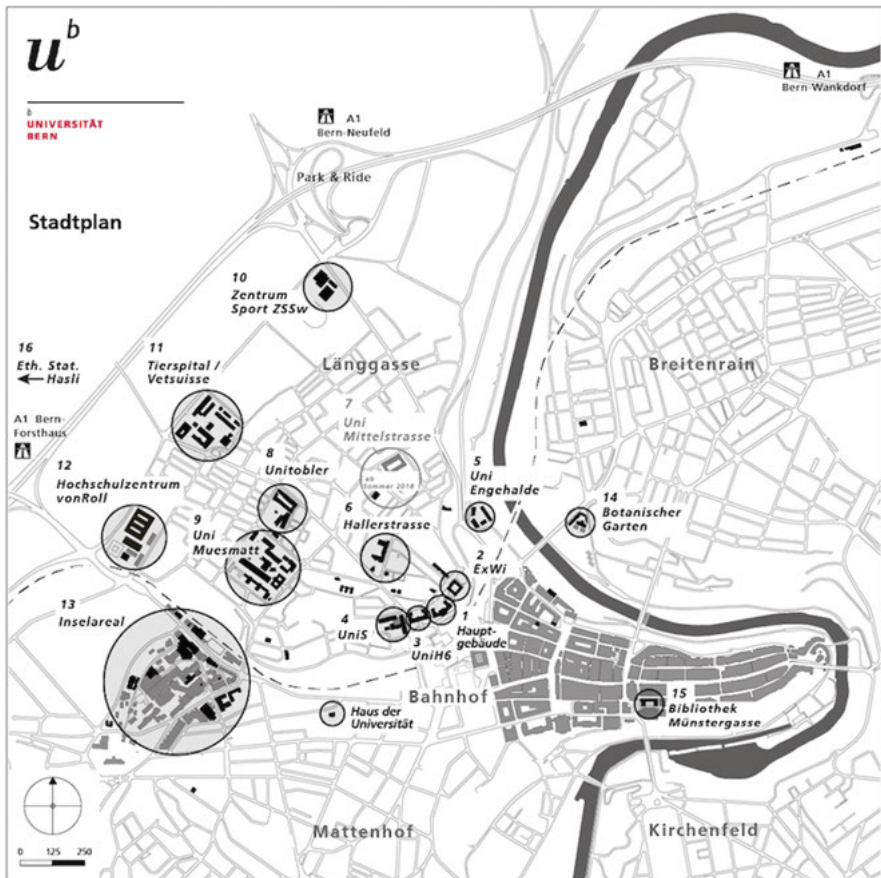 u^b
b
UNIVERSITÄT
BERN
Stadtplan
A1
Bern-Neufeld
A1
Bern-Wankdorf
Park & Ride
10
Zentrum
Sport ZSSw
16
Eth. Stat.
Hasli
11
Tierspital /
Vetsuisse
Länggasse
Breitenrain
A1 Bern-
Forsthaus
7
Uni
Mittelstrasse
ab
Sommer 2018
12
Hochschulzentrum
vonRoll
8
Unitobler
5
Uni
Engehalde
14
Botanischer
Garten
9
Uni
Muesmatt
6
Hallerstrasse
2
ExWi
13
Inselareal
4
UniS
3
UniH6
1
Haupt-
gebäude
Bahnhof
15
Bibliothek
Münstergasse
Haus der
Universität
Mattenhof
Kirchenfeld
0 125 250